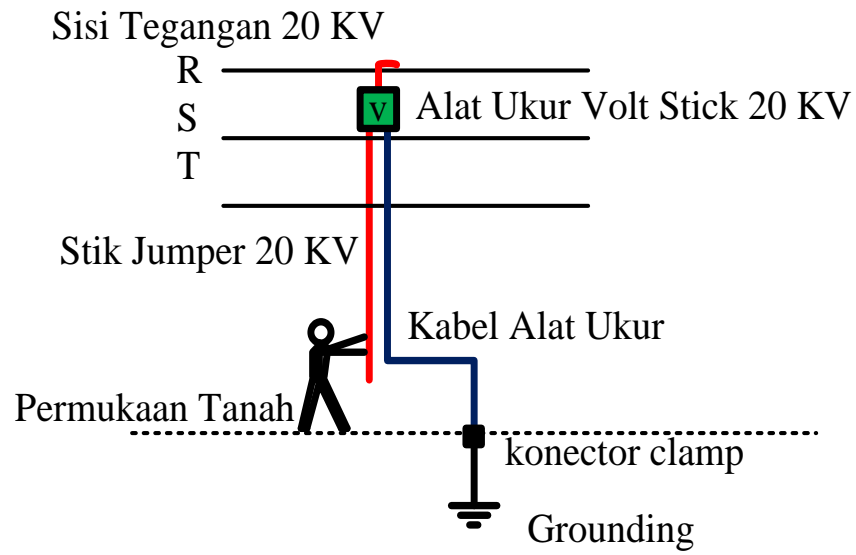 Sisi Tegangan 20 KV
R
S
T
V
Alat Ukur Volt Stick 20 KV
Stik Jumper 20 KV
Kabel Alat Ukur
Permukaan Tanah
konector clamp
Grounding